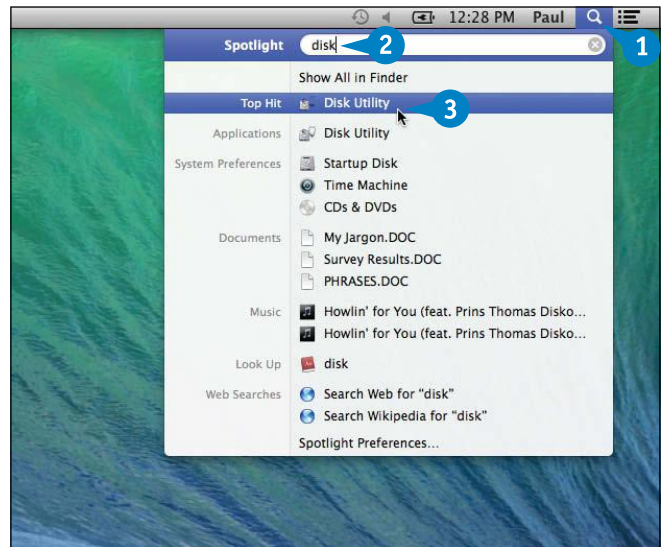 12:28 PM Paul
1
Spotlight disk 2
Show All in Finder
Top Hit Disk Utility
3
Applications Disk Utility
System Preferences Startup Disk
Time Machine
CDs & DVDs
Documents My Jargon.DOC
Survey Results.DOC
PHRASES.DOC
Music Howlin' for You (feat. Prins Thomas Disko...
Howlin' for You (feat. Prins Thomas Disko...
Look Up disk
Web Searches Search Web for "disk"
Search Wikipedia for "disk"
Spotlight Preferences...